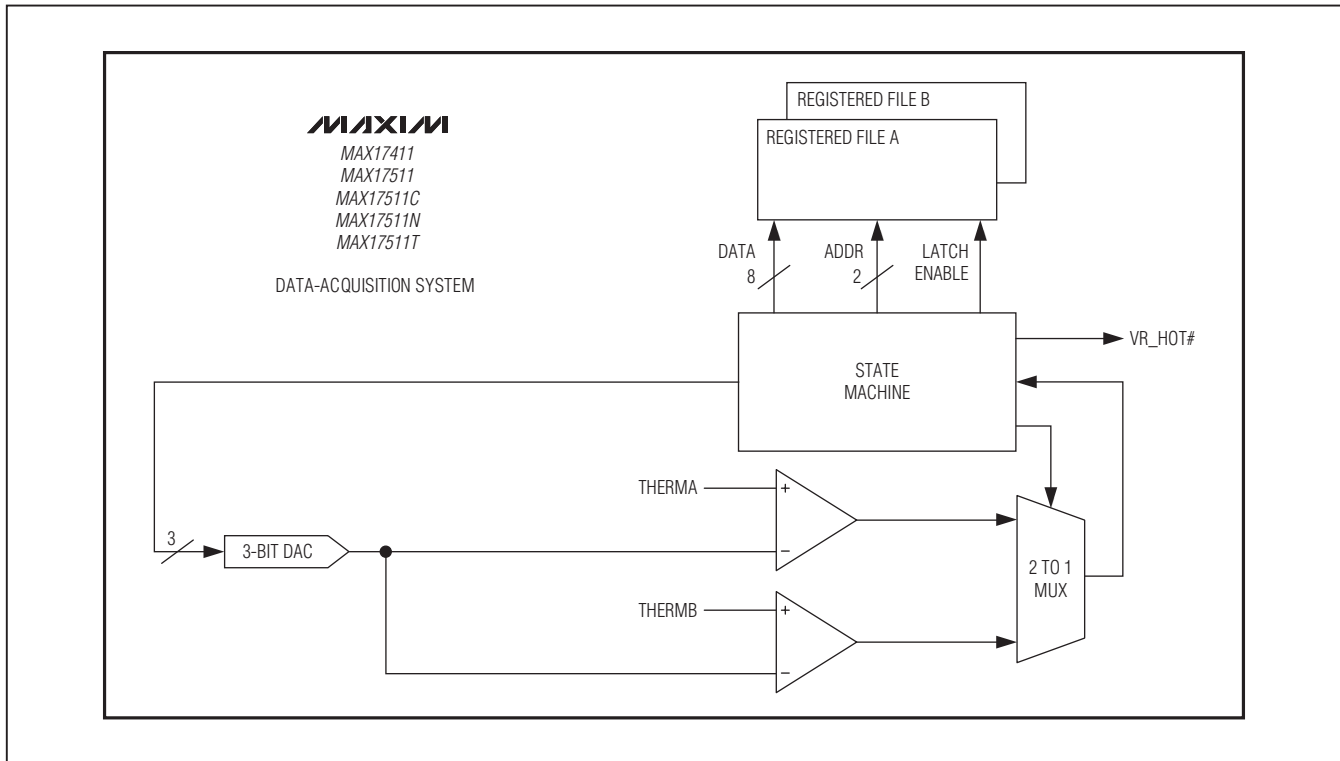 MAXIM
MAX17411
MAX17511
MAX17511C
MAX17511N
MAX17511T
DATA-ACQUISITION SYSTEM
REGISTERED FILE B
REGISTERED FILE A
DATA
8
ADDR
2
LATCH
ENABLE
STATE
MACHINE
VR_HOT#
THERMA
+
−
3
3-BIT DAC
THERMB
+
−
2 TO 1
MUX